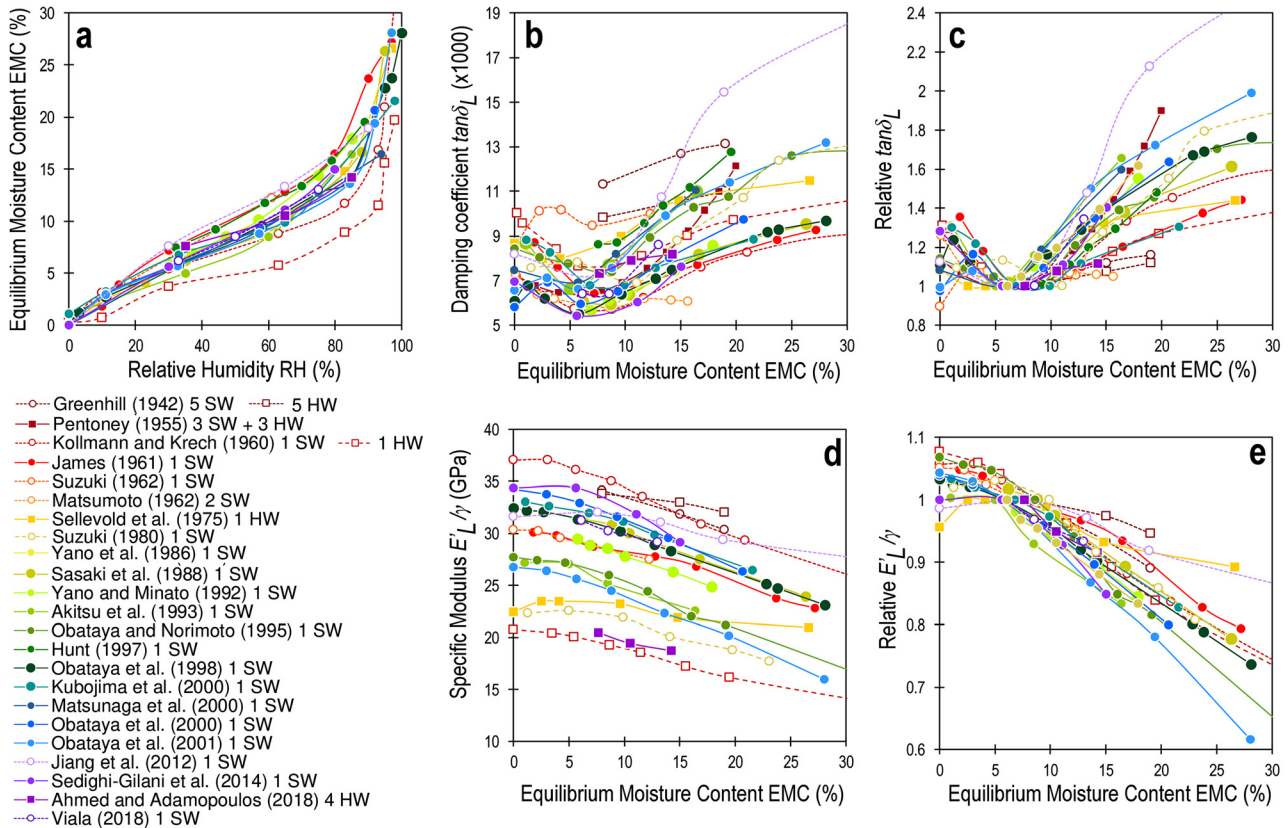 a
Equilibrium Moisture Content EMC (%)
30
25
20
15
10
5
0
0 20 40 60 80 100
Relative Humidity RH (%)
b
Damping coefficient tanδL (x1000)
19
17
15
13
11
9
7
5
0 5 10 15 20 25 30
Equilibrium Moisture Content EMC (%)
c
Relative tanδL
2.4
2.2
2
1.8
1.6
1.4
1.2
1
0.8
0 5 10 15 20 25 30
Equilibrium Moisture Content EMC (%)
Greenhill (1942) 5 SW 5 HW
Pentoney (1955) 3 SW + 3 HW
Kollmann and Krech (1960) 1 SW 1 HW
James (1961) 1 SW
Suzuki (1962) 1 SW
Matsumoto (1962) 2 SW
Sellevold et al. (1975) 1 HW
Suzuki (1980) 1 SW
Yano et al. (1986) 1 SW
Sasaki et al. (1988) 1 SW
Yano and Minato (1992) 1 SW
Akitsu et al. (1993) 1 SW
Obataya and Norimoto (1995) 1 SW
Hunt (1997) 1 SW
Obataya et al. (1998) 1 SW
Kubojima et al. (2000) 1 SW
Matsunaga et al. (2000) 1 SW
Obataya et al. (2000) 1 SW
Obataya et al. (2001) 1 SW
Jiang et al. (2012) 1 SW
Sedighi-Gilani et al. (2014) 1 SW
Ahmed and Adamopoulos (2018) 4 HW
Viala (2018) 1 SW
d
Specific Modulus E'L/γ (GPa)
40
35
30
25
20
15
10
0 5 10 15 20 25 30
Equilibrium Moisture Content EMC (%)
e
Relative E'L/γ
1.1
1
0.9
0.8
0.7
0.6
0 5 10 15 20 25 30
Equilibrium Moisture Content EMC (%)